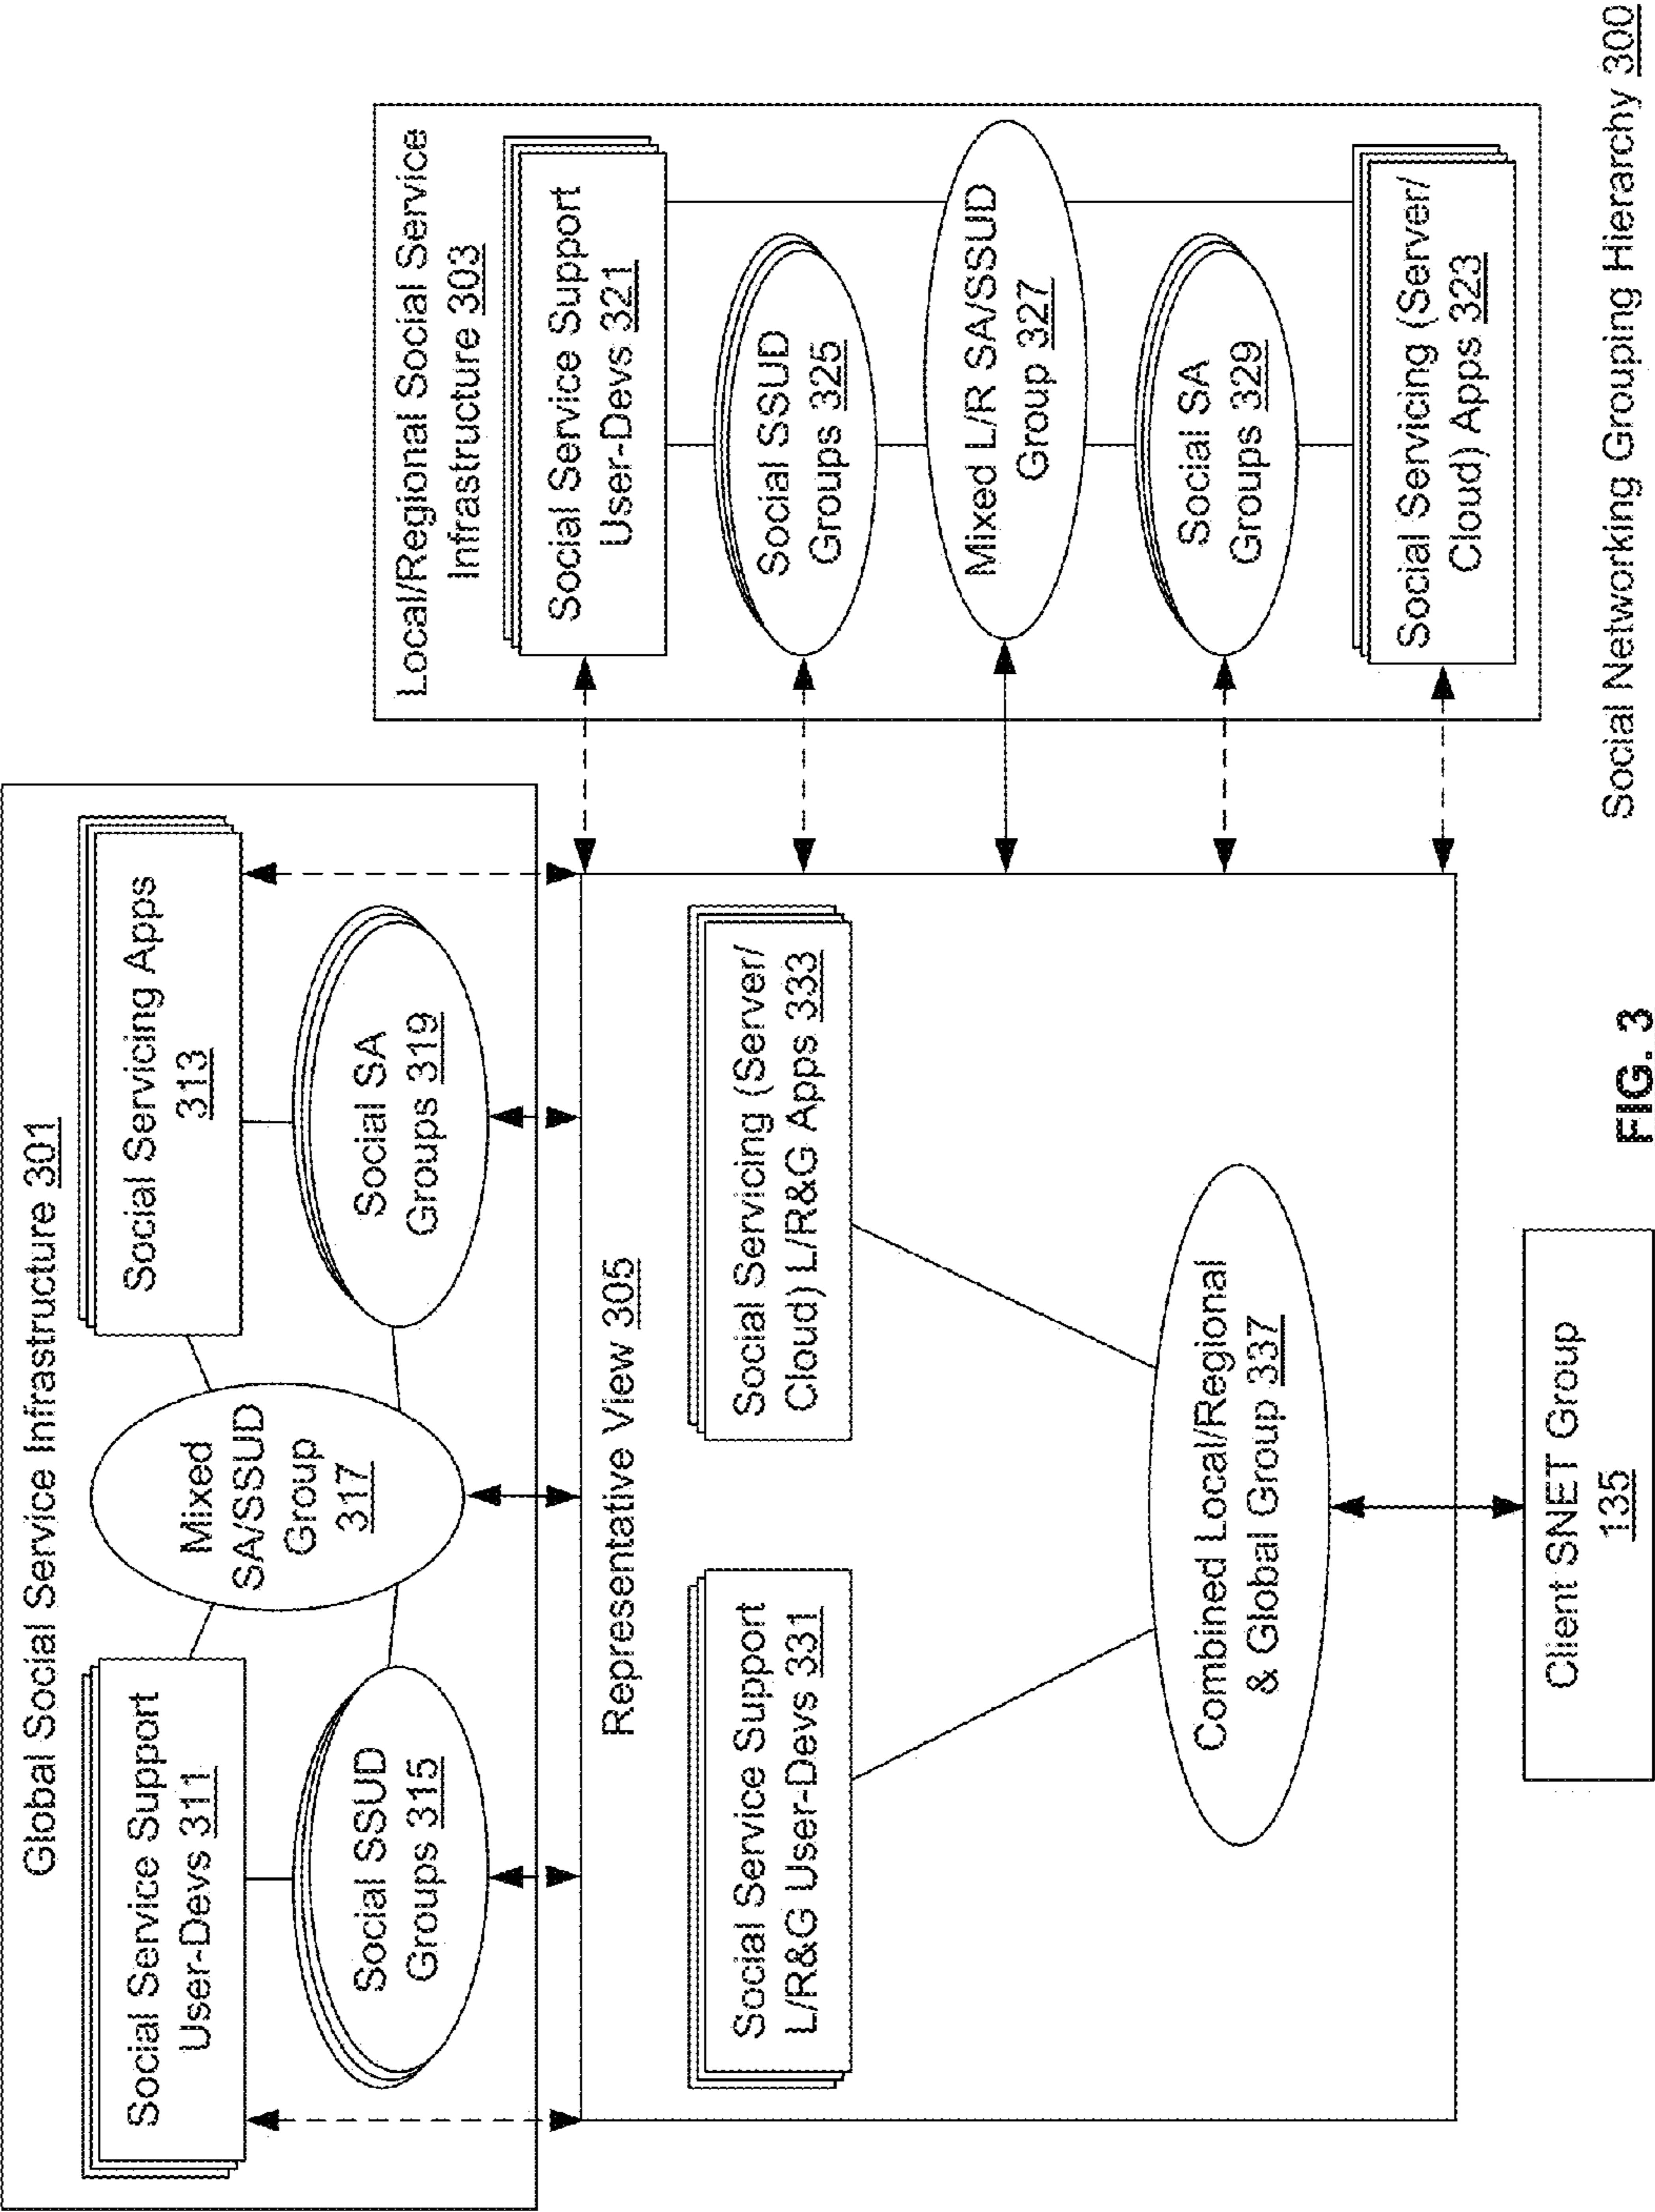 Global Social Service Infrastructure 301
Social Service Support
User-Devs 311
Social SSUD
Groups 315
Mixed
SA/SSUD
Group
317
Social Servicing Apps
313
Social SA
Groups 319
Representative View 305
Social Service Support
L/R&G User-Devs 331
Social Servicing (Server/
Cloud) L/R&G Apps 333
Combined Local/Regional
& Global Group 337
Client SNET Group
135
Local/Regional Social Service
Infrastructure 303
Social Service Support
User-Devs 321
Social SSUD
Groups 325
Mixed L/R SA/SSUD
Group 327
Social SA
Groups 329
Social Servicing (Server/
Cloud) Apps 323
FIG. 3
Social Networking Grouping Hierarchy 300